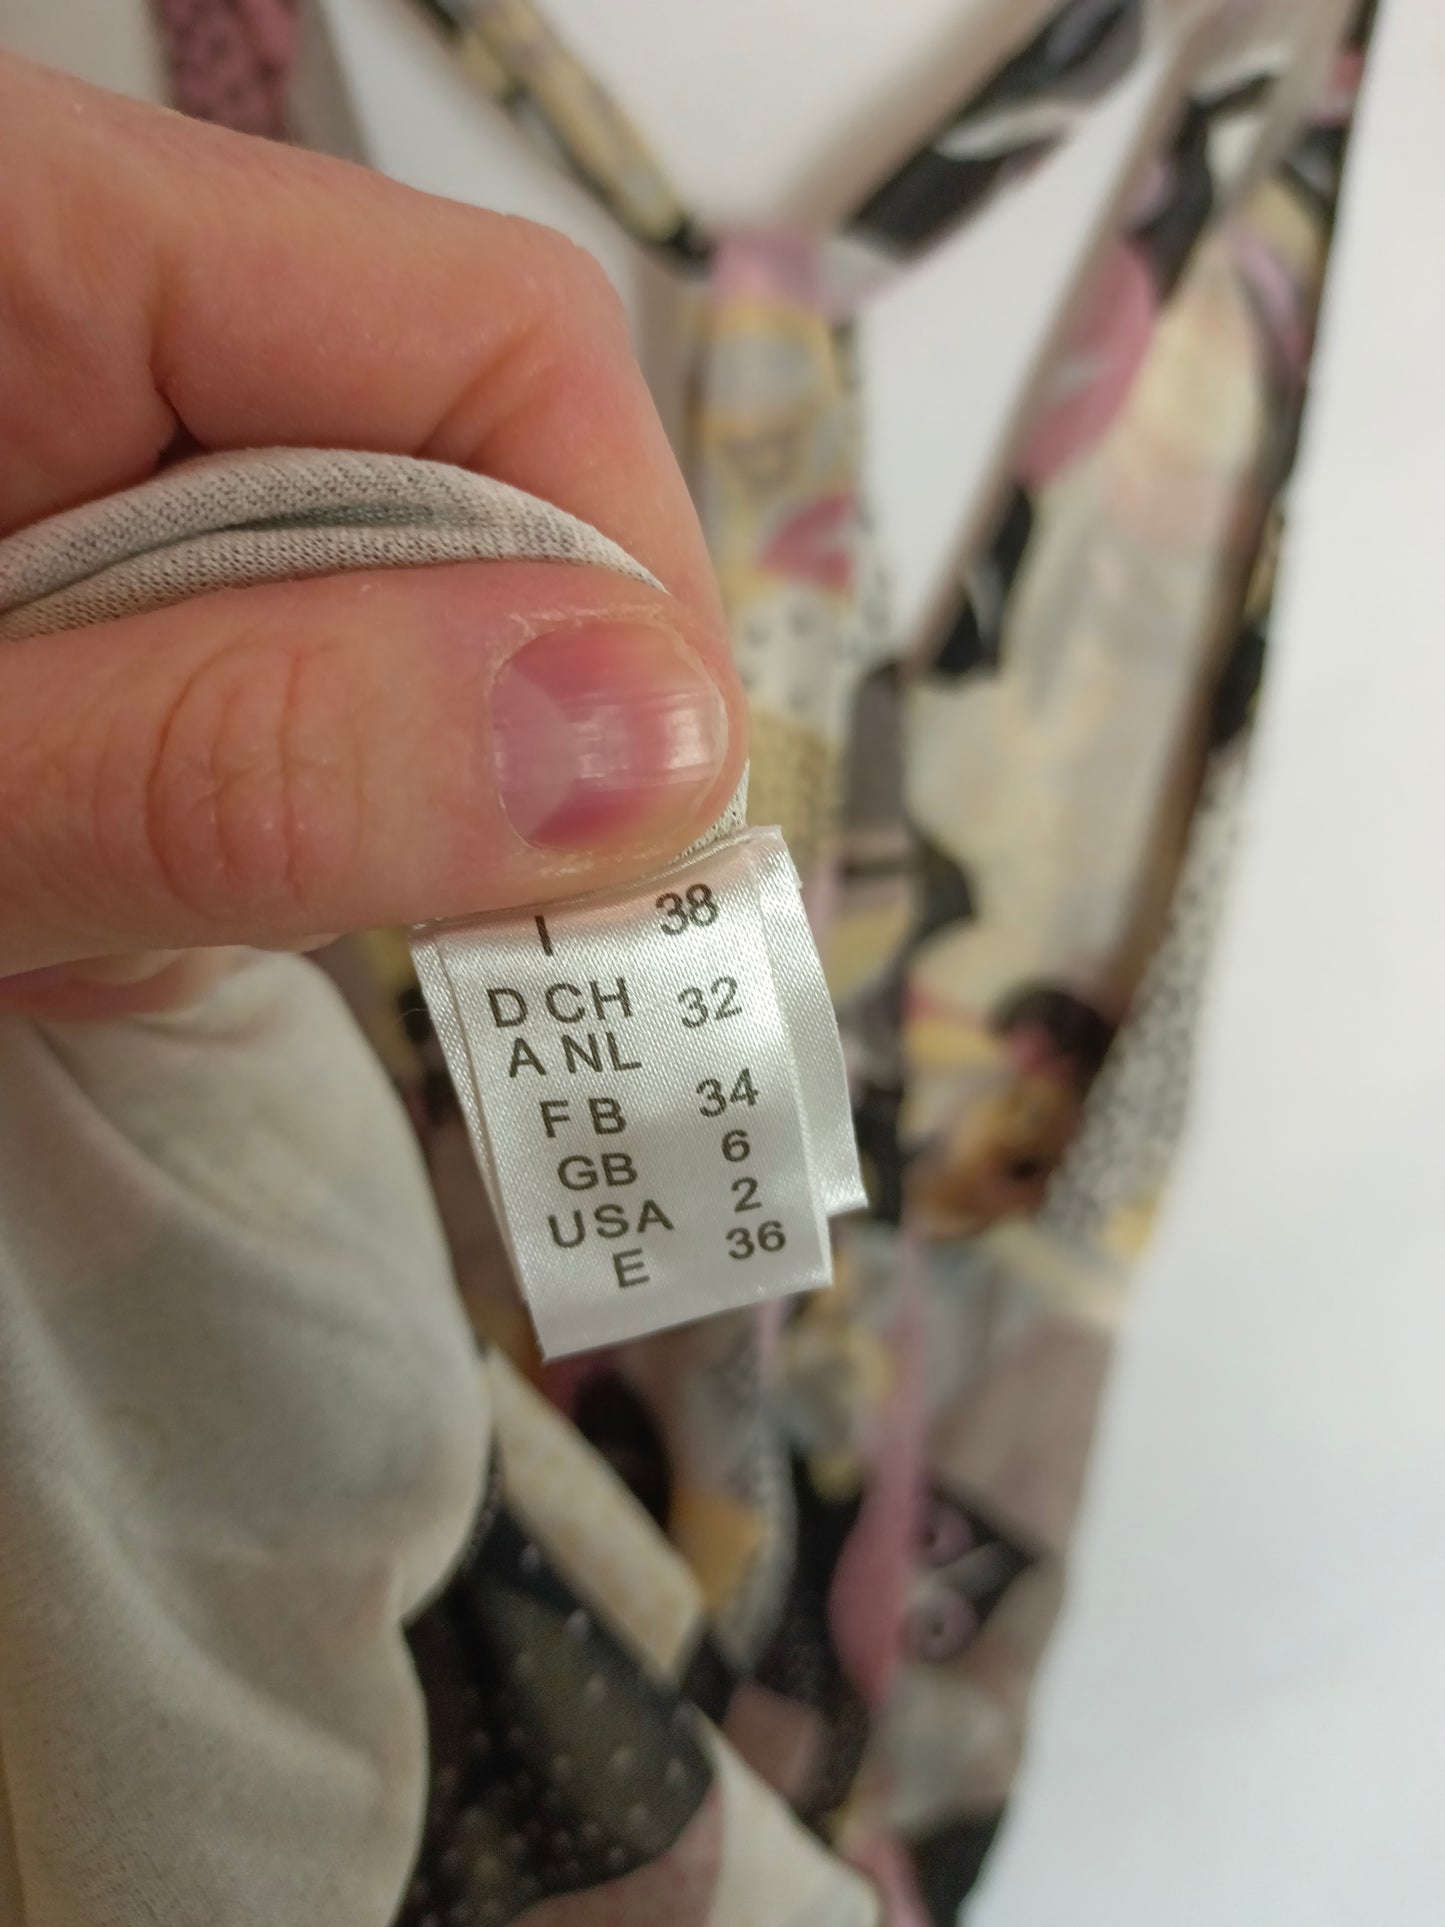 I 38
D CH 32
A NL
F B 34
GB 6
USA 2
E 36